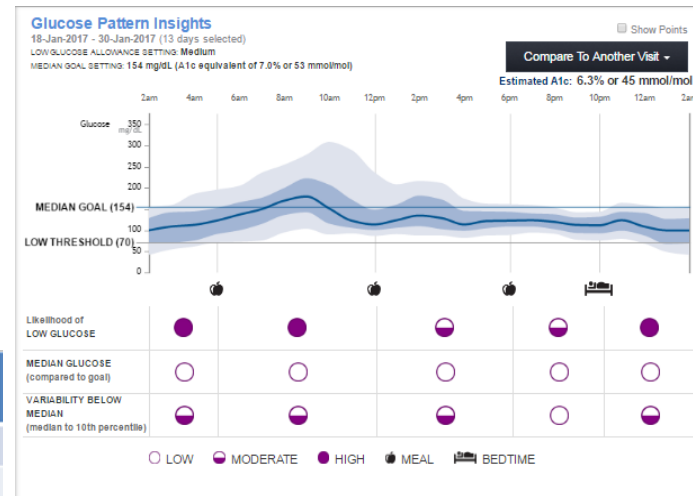 Glucose Pattern Insights
18-Jan-2017 - 30-Jan-2017 (13 days selected)
LOW GLUCOSE ALLOWANCE SETTING: Medium
MEDIAN GOAL SETTING: 154 mg/dL (A1c equivalent of 7.0% or 53 mmol/mol)
Show Points
Compare To Another Visit
Estimated A1c: 6.3% or 45 mmol/mol
2am 4am 6am 8am 10am 12pm 2pm 4pm 6pm 8pm 10pm 12am 2am
Glucose 350
mg/dL
300
250
200
MEDIAN GOAL (154)
100
LOW THRESHOLD (70)
50
0
Likelihood of
LOW GLUCOSE
MEDIAN GLUCOSE
(compared to goal)
VARIABILITY BELOW
MEDIAN
(median to 10th percentile)
LOW MODERATE HIGH MEAL BEDTIME